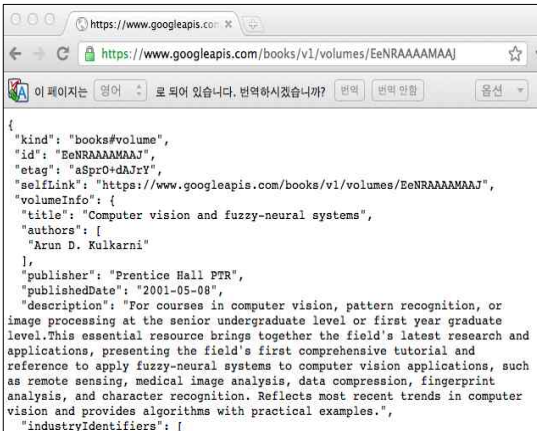 https://www.googleapis.con
https://www.googleapis.com/books/v1/volumes/EeNRAAAAMAAJ
이 페이지는 영어 로 되어 있습니다. 번역하시겠습니까? 번역 번역 안함 옵션
{
"kind": "books#volume",
"id": "EeNRAAAAMAAJ",
"etag": "aSprO+dAJrY",
"selfLink": "https://www.googleapis.com/books/v1/volumes/EeNRAAAAMAAJ",
"volumeInfo": {
"title": "Computer vision and fuzzy-neural systems",
"authors": [
"Arun D. Kulkarni"
],
"publisher": "Prentice Hall PTR",
"publishedDate": "2001-05-08",
"description": "For courses in computer vision, pattern recognition, or
image processing at the senior undergraduate level or first year graduate
level.This essential resource brings together the field's latest research and
applications, presenting the field's first comprehensive tutorial and
reference to apply fuzzy-neural systems to computer vision applications, such
as remote sensing, medical image analysis, data compression, fingerprint
analysis, and character recognition. Reflects most recent trends in computer
vision and provides algorithms with practical examples.",
"industryIdentifiers": [